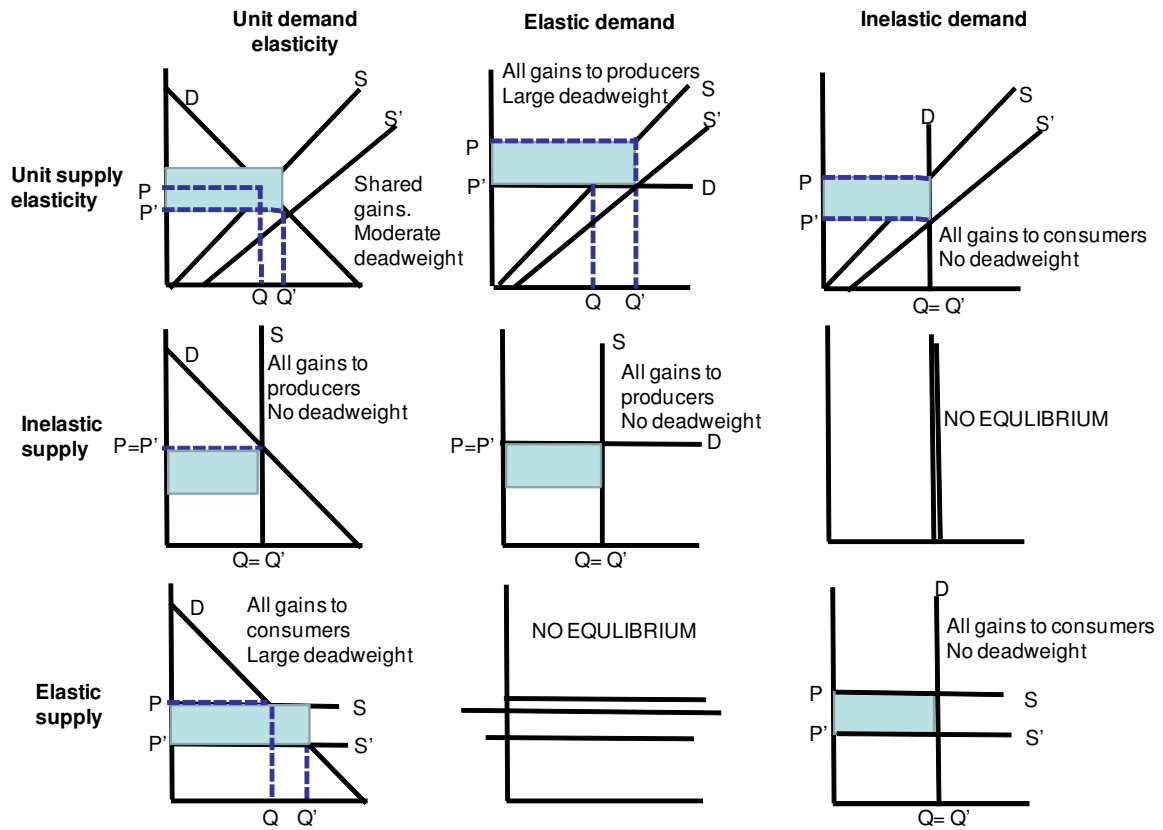 Unit demand
elasticity
Elastic demand
Inelastic demand
Unit supply
elasticity
D
S
S'
P
P'
Shared
gains.
Moderate
deadweight
Q
Q'
All gains to producers
Large deadweight
S
S'
P
P'
D
Q
Q'
S
D
S'
P
P'
All gains to consumers
No deadweight
Q= Q'
Inelastic
supply
S
D
All gains to
producers
No deadweight
P=P'
Q= Q'
S
All gains to
producers
No deadweight
P=P'
D
Q= Q'
NO EQULIBRIUM
Elastic
supply
D
All gains to
consumers
Large deadweight
P
S
P'
S'
Q
Q'
NO EQULIBRIUM
D
All gains to consumers
No deadweight
P
S
P'
S'
Q= Q'